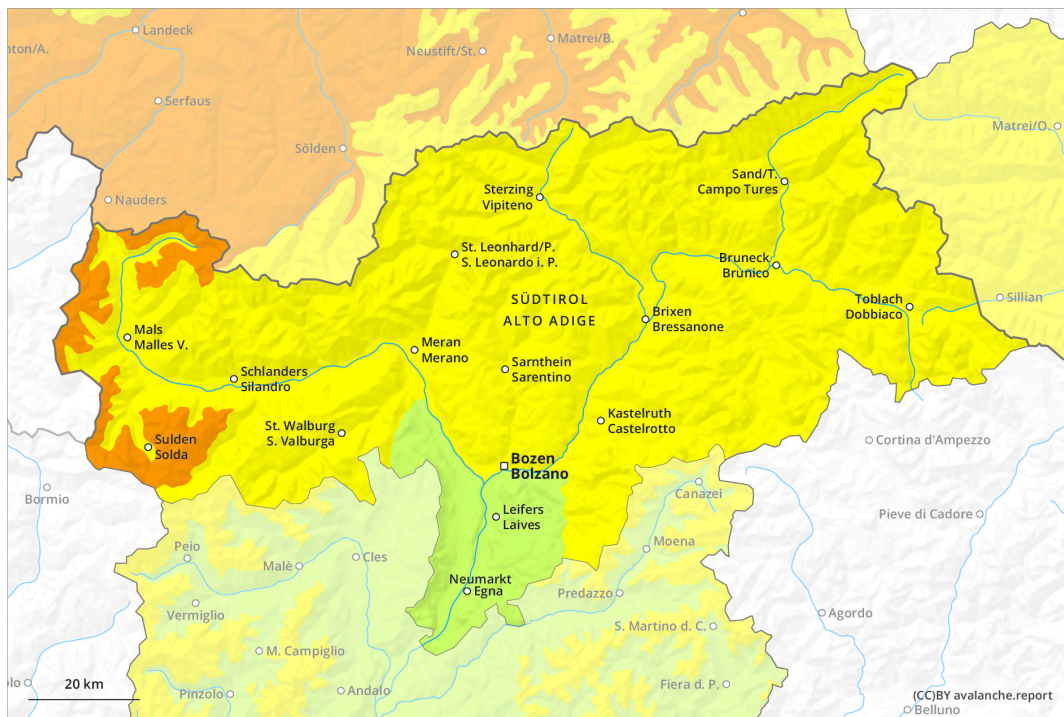 Landeck
Matrei/B.
nton/A.
Neustift/St.
Serfaus
Matrei/O.
Sölden
Sand/T.
Campo Tures
Sterzing
Vipiteno
Nauders
St. Leonhard/P.
S. Leonardo i. P.
Bruneck
Brunico
SÜDTIROL
ALTO ADIGE
Toblach
Dobbiaco
Sillian
Brixen
Bressanone
Mals
Malles V.
Meran
Merano
Sarnthein
Sarentino
Schlanders
Silandro
St. Walburg
S. Valburga
Kastelruth
Castelrotto
Sulden
Solda
Cortina d'Ampezzo
Bozen
Bolzano
Bormio
Canazei
Leifers
Laives
Pieve di Cadore
Peio
Cles
Moena
Malè
Neumarkt
Egna
Predazzo
Vermiglio
Agordo
S. Martino d. C.
M. Campiglio
20 km
olo
Pinzolo
Andalo
Fiera d. P.
(CC)BY avalanche.report
Belluno